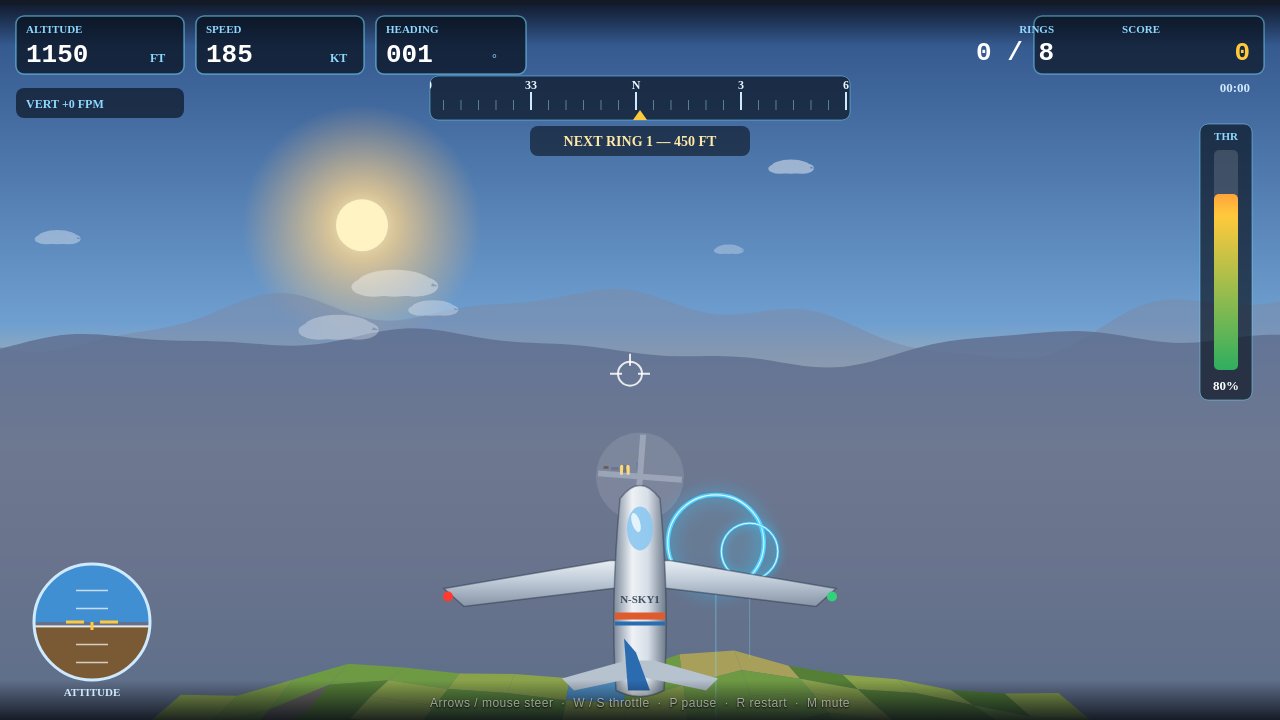 ALTITUDE
1150 FT
SPEED
185 KT
HEADING
001 °
RINGS
0 / 8
SCORE
0
00:00
VERT +0 FPM
33 N 3 6
NEXT RING 1 — 450 FT
THR
80%
N-SKY1
ATTITUDE
Arrows / mouse steer · W / S throttle · P pause · R restart · M mute